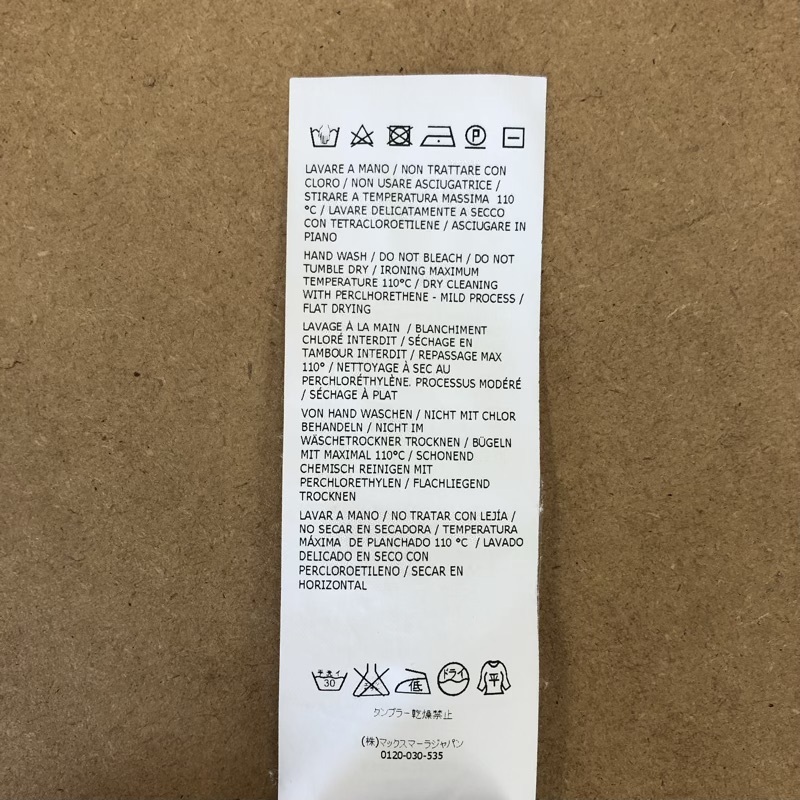 P
LAVARE A MANO / NON TRATTARE CON
CLORO / NON USARE ASCIUGATRICE /
STIRARE A TEMPERATURA MASSIMA 110
°C / LAVARE DELICATAMENTE A SECCO
CON TETRACLOROETILENE / ASCIUGARE IN
PIANO
HAND WASH / DO NOT BLEACH / DO NOT
TUMBLE DRY / IRONING MAXIMUM
TEMPERATURE 110°C / DRY CLEANING
WITH PERCLHORETHENE - MILD PROCESS /
FLAT DRYING
LAVAGE À LA MAIN / BLANCHIMENT
CHLORÉ INTERDIT / SÉCHAGE EN
TAMBOUR INTERDIT / REPASSAGE MAX
110° / NETTOYAGE À SEC AU
PERCHLORÉTHYLÈNE. PROCESSUS MODÉRÉ
/ SÉCHAGE À PLAT
VON HAND WASCHEN / NICHT MIT CHLOR
BEHANDELN / NICHT IM
WÄSCHETROCKNER TROCKNEN / BÜGELN
MIT MAXIMAL 110°C / SCHONEND
CHEMISCH REINIGEN MIT
PERCHLORETHYLEN / FLACHLIEGEND
TROCKNEN
LAVAR A MANO / NO TRATAR CON LEJÍA /
NO SECAR EN SECADORA / TEMPERATURA
MÁXIMA DE PLANCHADO 110 °C / LAVADO
DELICADO EN SECO CON
PERCLOROETILENO / SECAR EN
HORIZONTAL
手洗イ 30 低 ドライ 平
タンブラー乾燥禁止
(株)マックスマーラジャパン
0120-030-535